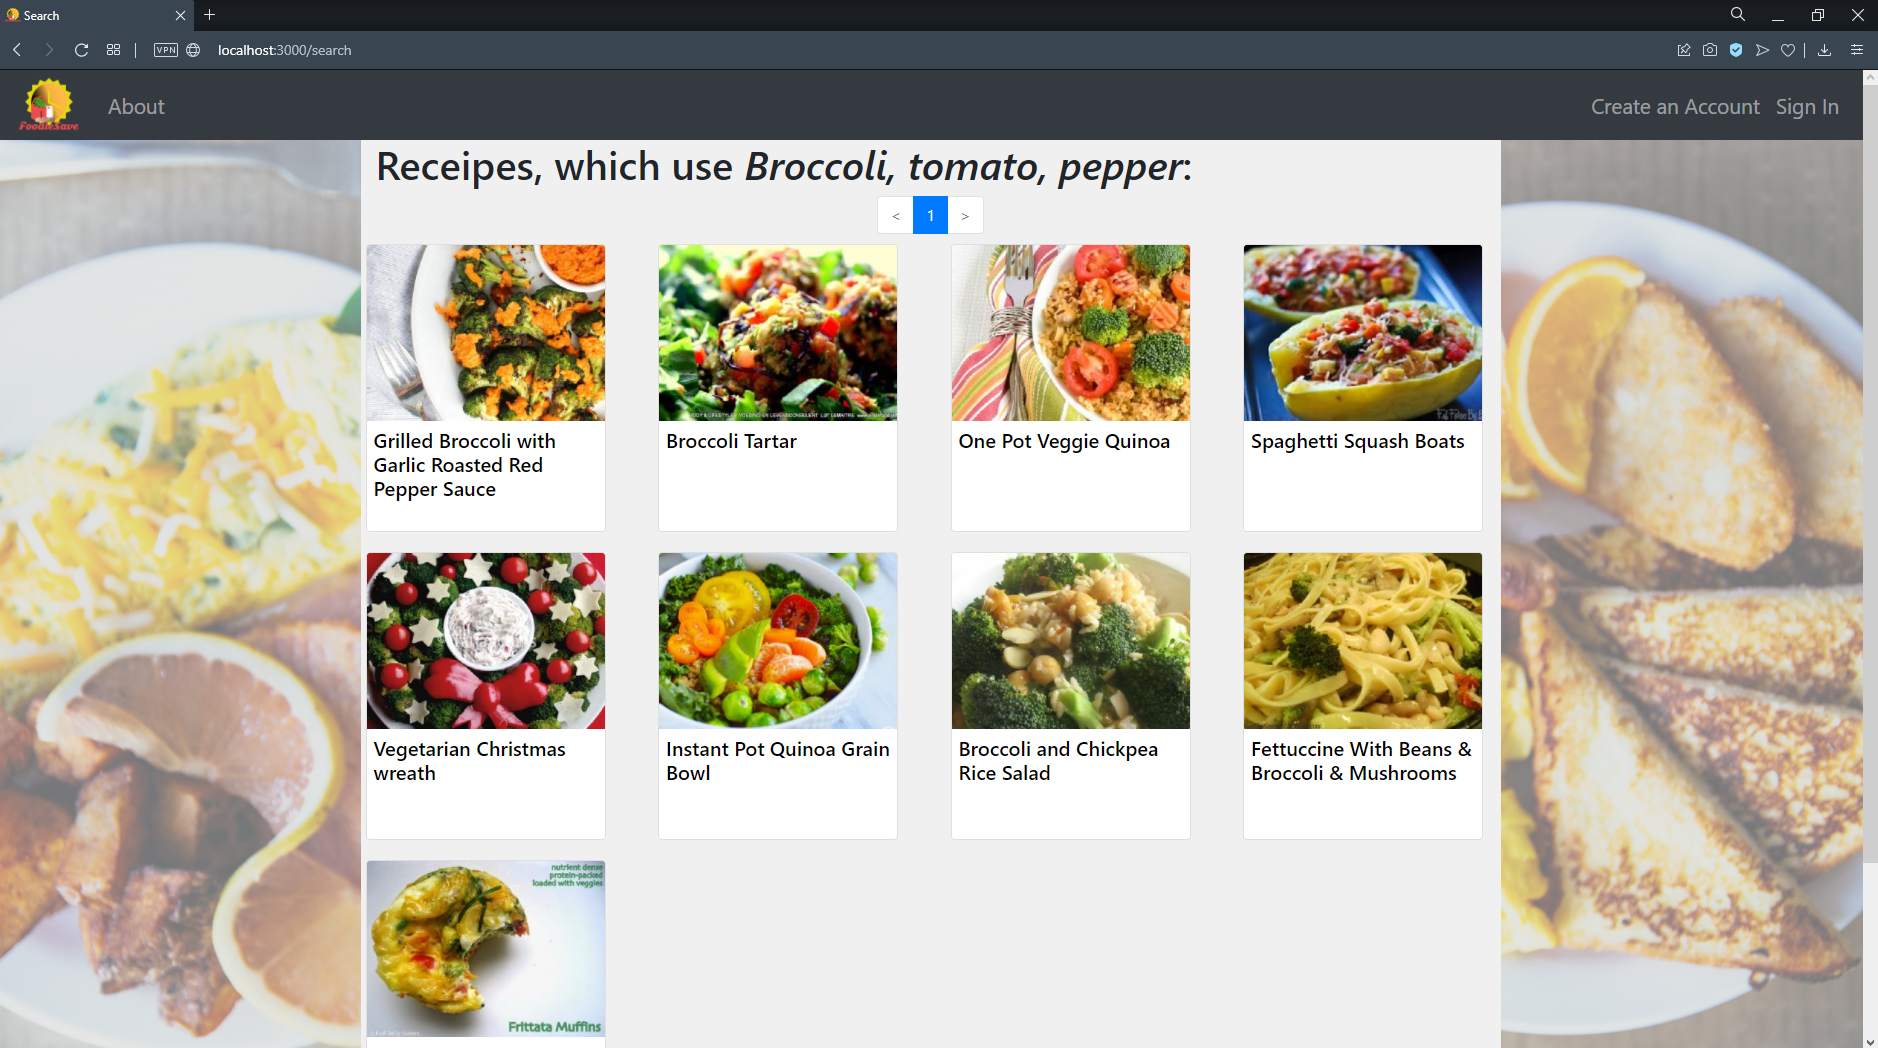 Search
VPN
localhost:3000/search
FoodieSave
About
Create an Account
Sign In
Receipes, which use Broccoli, tomato, pepper:
< 1 >
Grilled Broccoli with
Garlic Roasted Red
Pepper Sauce
Broccoli Tartar
One Pot Veggie Quinoa
Spaghetti Squash Boats
Vegetarian Christmas
wreath
Instant Pot Quinoa Grain
Bowl
Broccoli and Chickpea
Rice Salad
Fettuccine With Beans &
Broccoli & Mushrooms
nutrient dense
protein-packed
loaded with veggies
Frittata Muffins